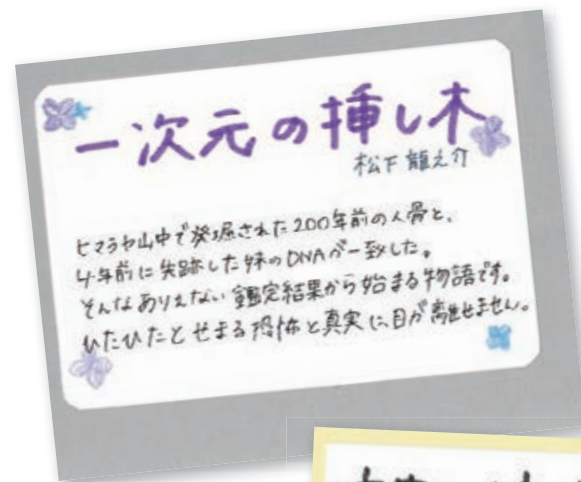 一次元の挿し木
松下 龍之介
ヒマラヤ山中で発掘された200年前の人骨と、
4年前に失踪した妹のDNAが一致した。
そんなありえない鑑定結果から始まる物語です。
ひたひたとせまる恐怖と真実に、目が離せません。